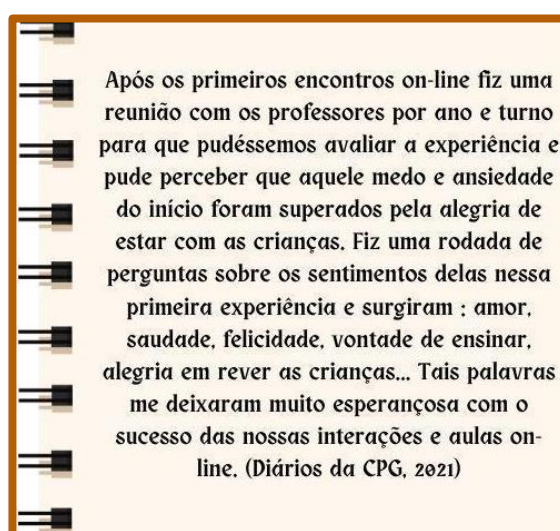 Após os primeiros encontros on-line fiz uma
reunião com os professores por ano e turno
para que pudéssemos avaliar a experiência e
pude perceber que aquele medo e ansiedade
do início foram superados pela alegria de
estar com as crianças. Fiz uma rodada de
perguntas sobre os sentimentos delas nessa
primeira experiência e surgiram : amor,
saudade, felicidade, vontade de ensinar,
alegria em rever as crianças... Tais palavras
me deixaram muito esperançosa com o
sucesso das nossas interações e aulas on-
line. (Diários da CPG, 2021)